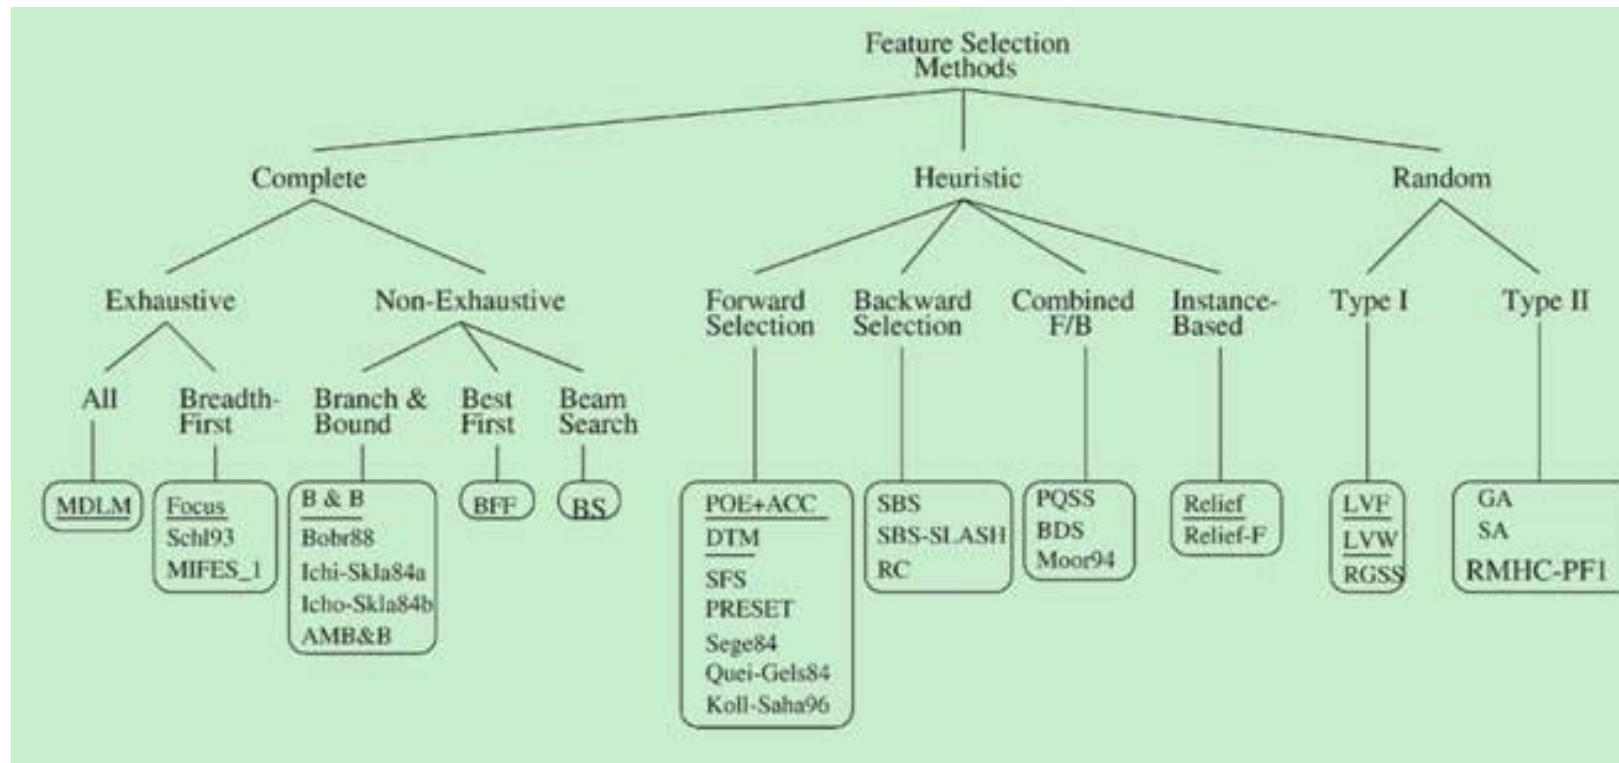 Feature Selection
Methods
Complete
Heuristic
Random
Exhaustive
Non-Exhaustive
Forward
Selection
Backward
Selection
Combined
F/B
Instance-
Based
Type I
Type II
All
Breadth-
First
Branch &
Bound
Best
First
Beam
Search
MDLM
Focus
Schl93
MIFES_1
B & B
Bobr88
Ichi-Skla84a
Icho-Skla84b
AMB&B
BFF
BS
POE+ACC
DTM
SFS
PRESET
Sege84
Quei-Gels84
Koll-Saha96
SBS
SBS-SLASH
RC
PQSS
BDS
Moor94
Relief
Relief-F
LVF
LVW
RGSS
GA
SA
RMHC-PF1